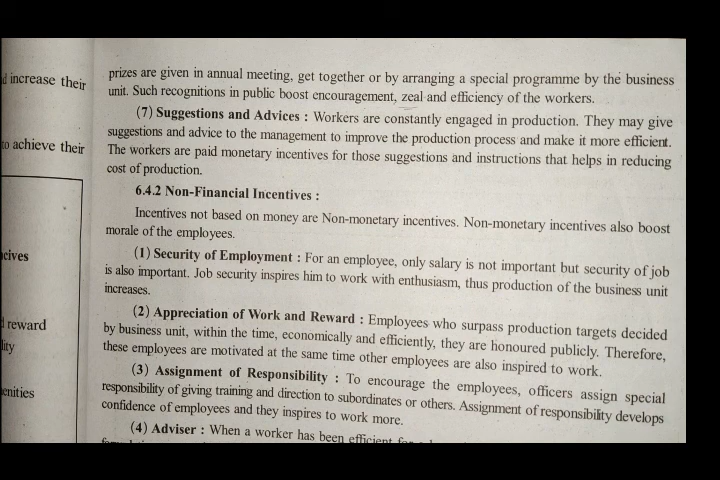 increase their
to achieve their
reward
prizes are given in annual meeting, get together or by arranging a special programme by the business
unit. Such recognitions in public boost encouragement, zeal and efficiency of the workers.
(7) Suggestions and Advices : Workers are constantly engaged in production. They may give
suggestions and advice to the management to improve the production process and make it more efficient.
The workers are paid monetary incentives for those suggestions and instructions that helps in reducing
cost of production.
6.4.2 Non-Financial Incentives :
Incentives not based on money are Non-monetary incentives. Non-monetary incentives also boost
morale of the employees.
(1) Security of Employment : For an employee, only salary is not important but security of job
is also important. Job security inspires him to work with enthusiasm, thus production of the business unit
increases.
(2) Appreciation of Work and Reward : Employees who surpass production targets decided
by business unit, within the time, economically and efficiently, they are honoured publicly. Therefore,
these employees are motivated at the same time other employees are also inspired to work.
(3) Assignment of Responsibility : To encourage the employees, officers assign special
responsibility of giving training and direction to subordinates or others. Assignment of responsibility develops
confidence of employees and they inspires to work more.
(4) Adviser : When a worker has been efficient